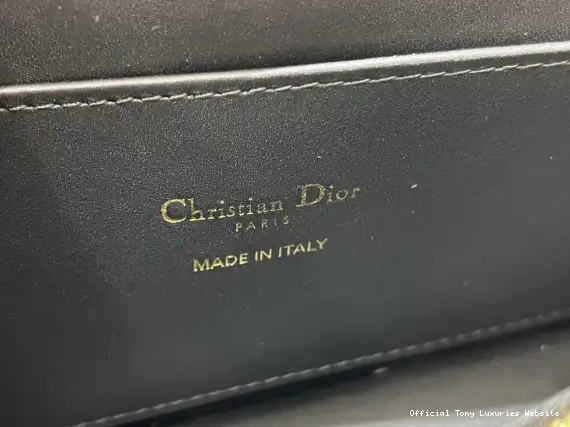 Christian Dior
PARIS
MADE IN ITALY
Official Tony Luxuries Website